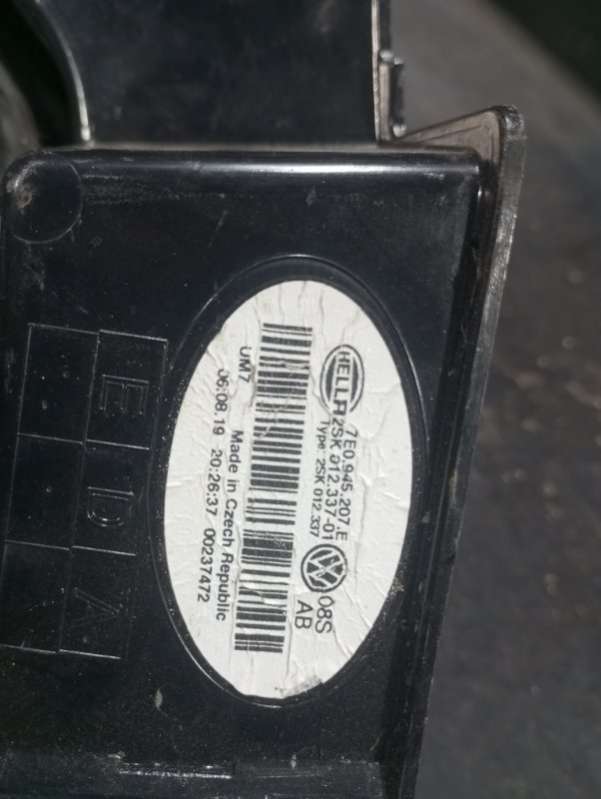 HELLA
7E0.945.207.E
2SK 012.337-01
Type: 2SK 012.337
08S
AB
UM7
Made in Czech Republic
06.08.19 20:26:37 00237472
E
D
A